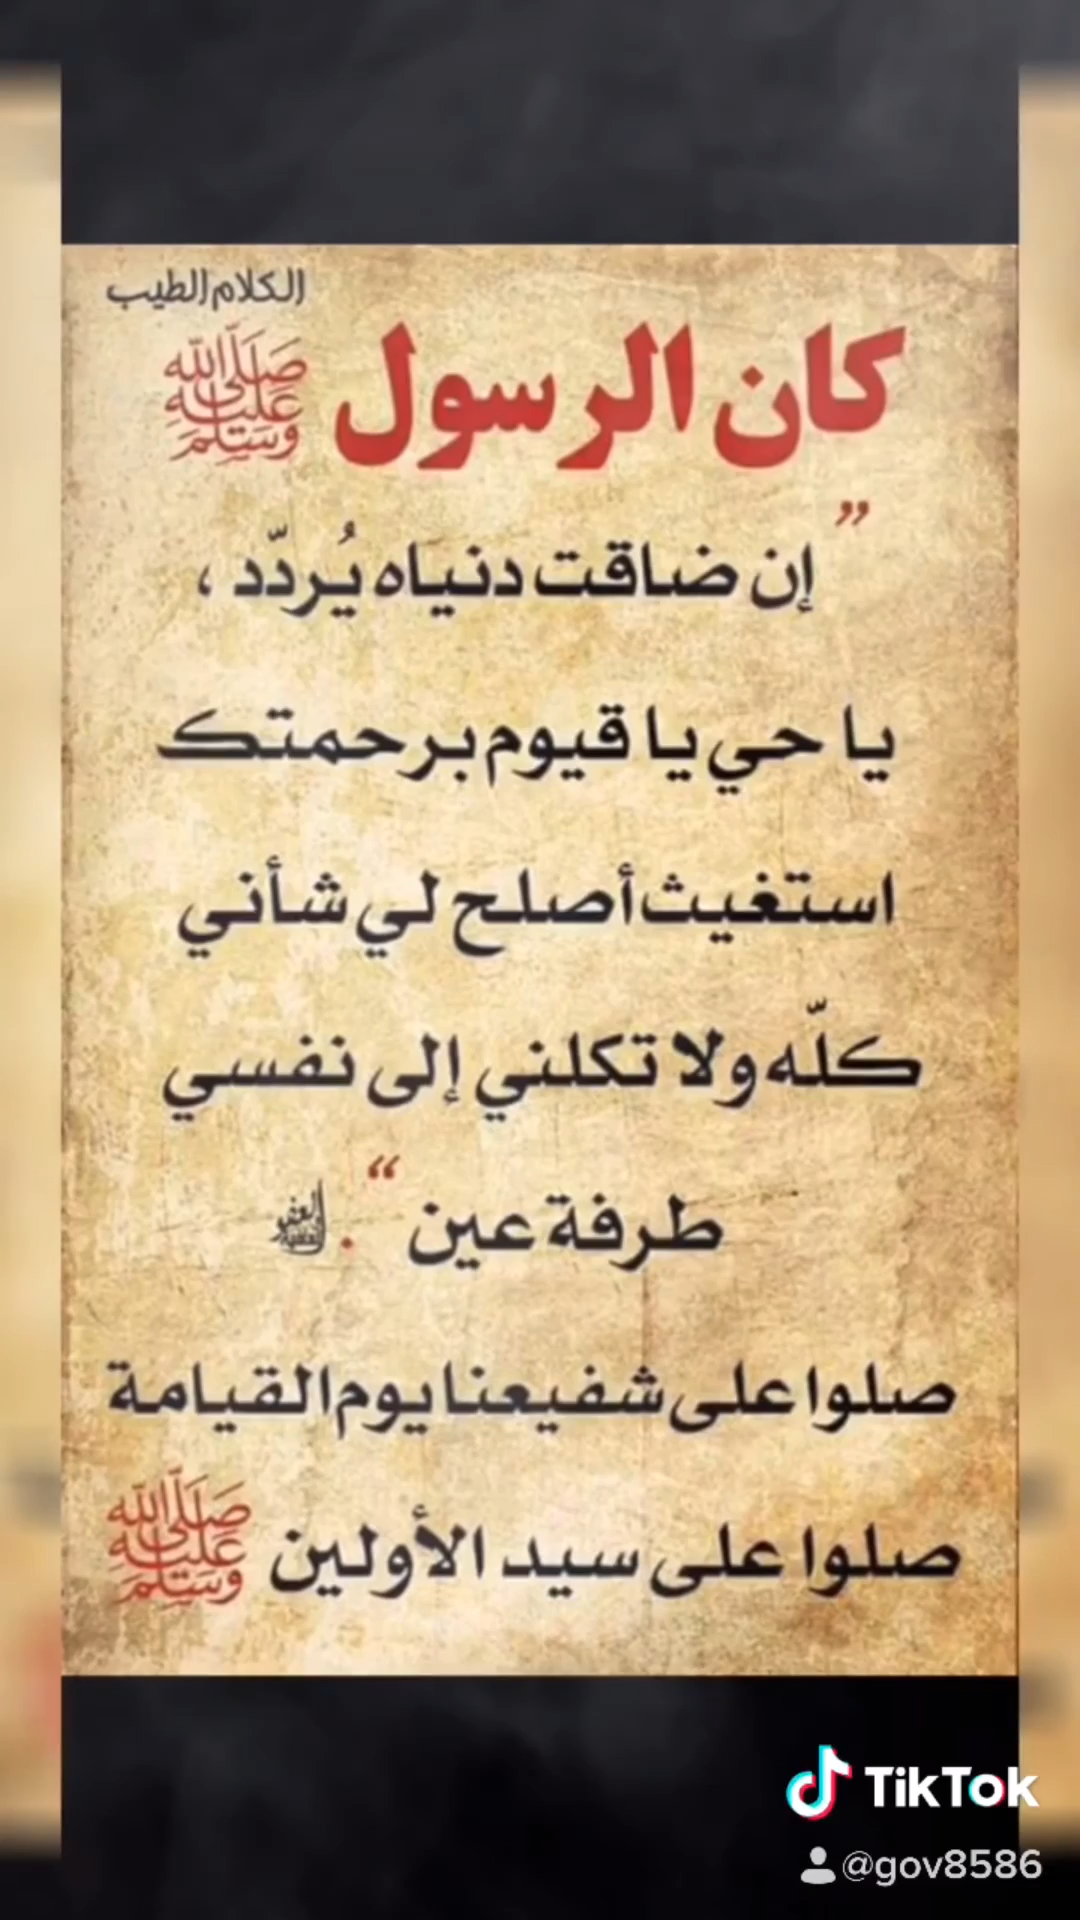 الكلام الطيب
كان الرسول ﷺ
”
إن ضاقت دنياه يُردّد ،
يا حي يا قيوم برحمتك
استغيث أصلح لي شأني
كلّه ولا تكلني إلى نفسي
طرفة عين “ .
صلوا على شفيعنا يوم القيامة
صلوا على سيد الأولين ﷺ
TikTok
@gov8586